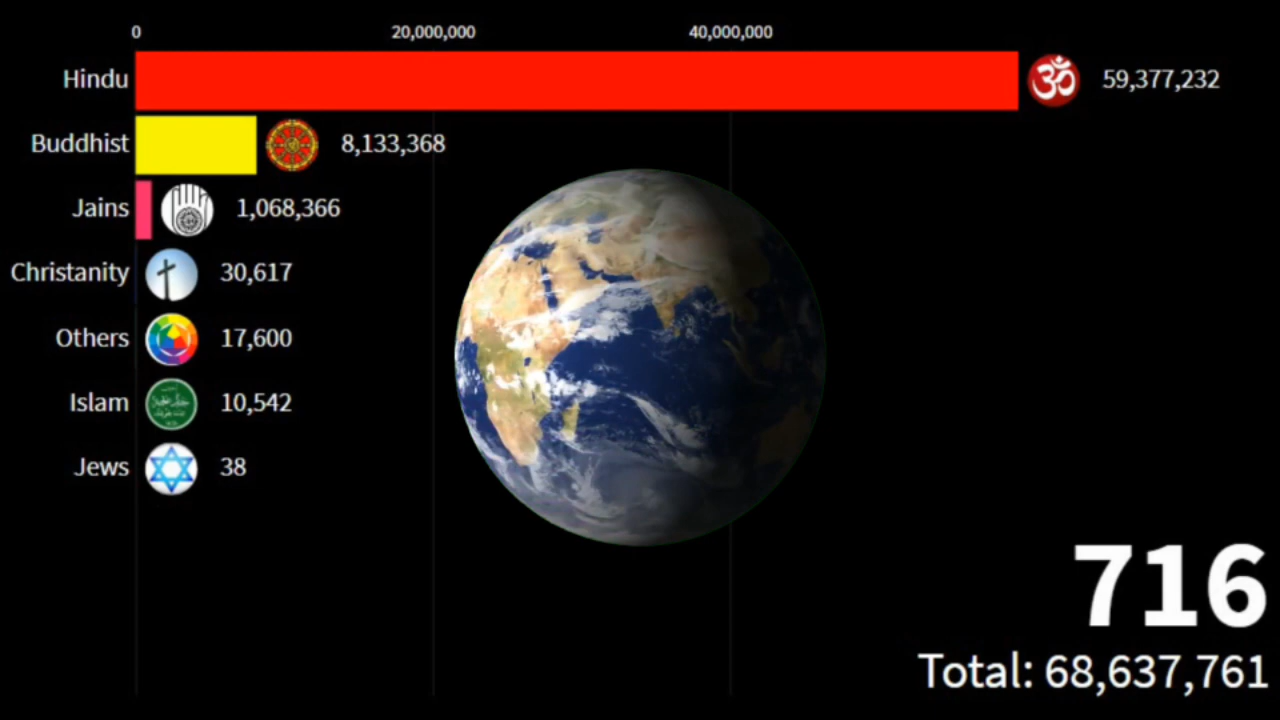 0 20,000,000 40,000,000
Hindu 59,377,232
Buddhist 8,133,368
Jains 1,068,366
Christanity 30,617
Others 17,600
Islam 10,542
Jews 38
716
Total: 68,637,761